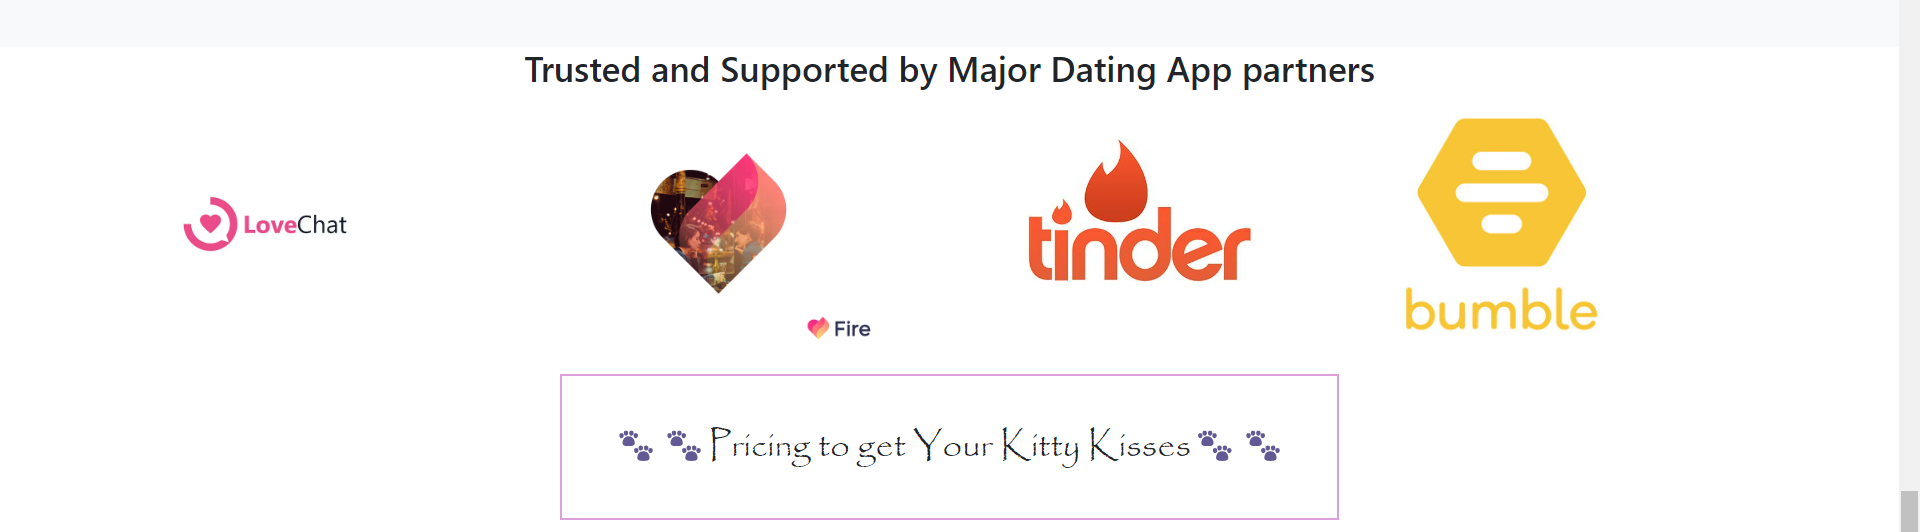 Trusted and Supported by Major Dating App partners
LoveChat
Fire
tinder
bumble
Pricing to get Your Kitty Kisses